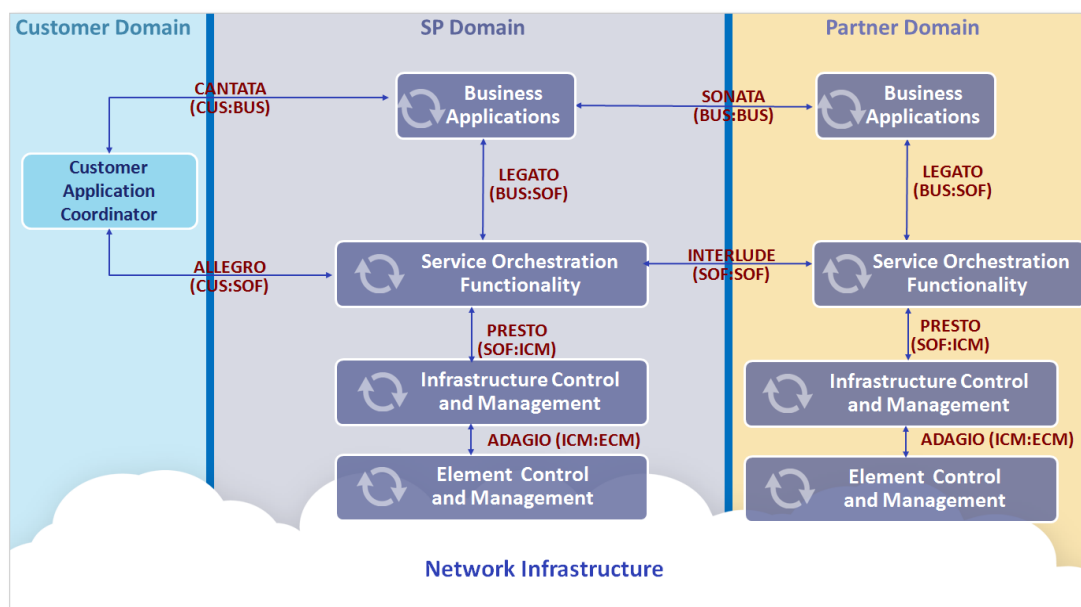 Customer Domain
SP Domain
Partner Domain
CANTATA
(CUS:BUS)
Business
Applications
SONATA
(BUS:BUS)
Business
Applications
Customer
Application
Coordinator
LEGATO
(BUS:SOF)
LEGATO
(BUS:SOF)
ALLEGRO
(CUS:SOF)
Service Orchestration
Functionality
INTERLUDE
(SOF:SOF)
Service Orchestration
Functionality
PRESTO
(SOF:ICM)
PRESTO
(SOF:ICM)
Infrastructure Control
and Management
Infrastructure Control
and Management
ADAGIO (ICM:ECM)
ADAGIO (ICM:ECM)
Element Control
and Management
Element Control
and Management
Network Infrastructure